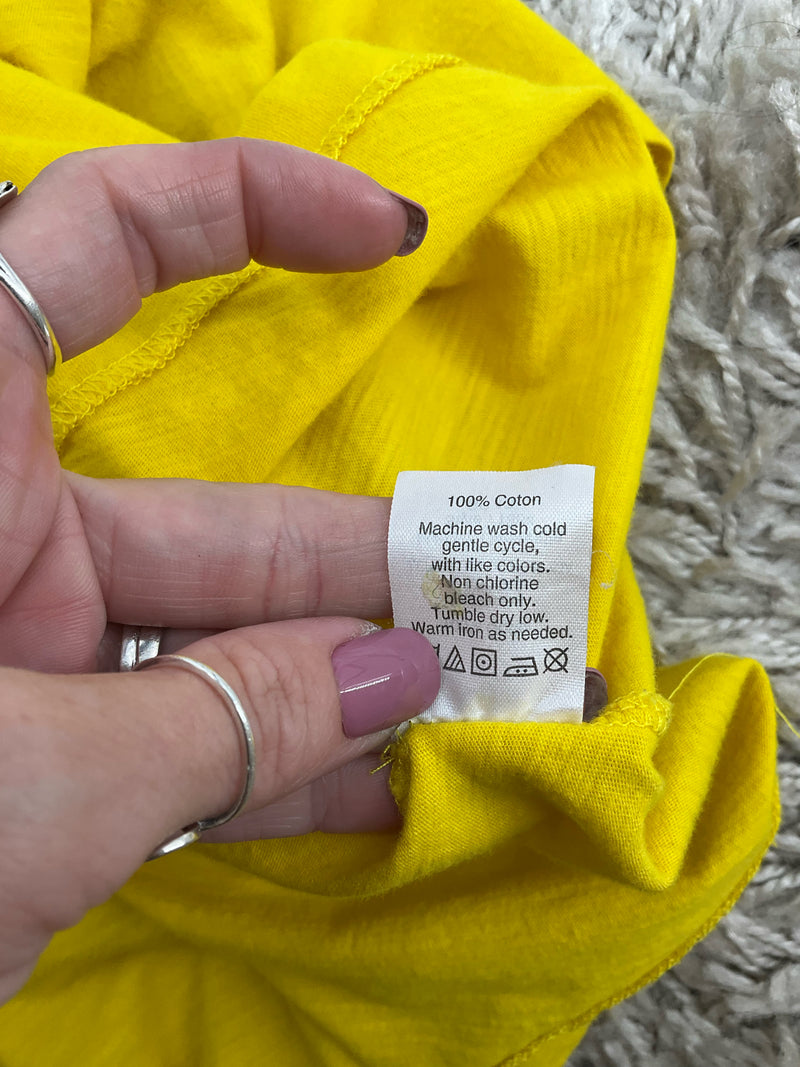 100% Coton
Machine wash cold
gentle cycle,
with like colors.
Non chlorine
bleach only.
Tumble dry low.
Warm iron as needed.